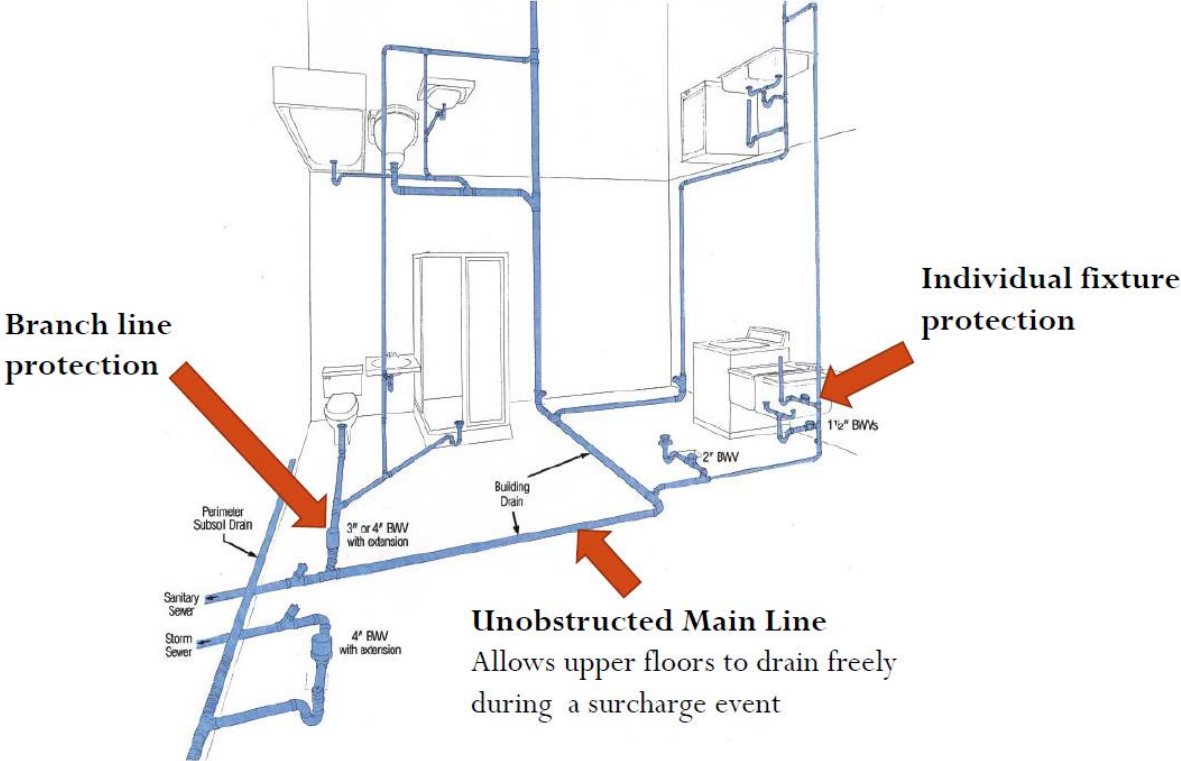 Individual fixture
protection
Branch line
protection
1½" BWVs
2" BWV
Building
Drain
Perimeter
Subsoil Drain
3" or 4" BWV
with extension
Sanitary
Sewer
Storm
Sewer
4" BWV
with extension
Unobstructed Main Line
Allows upper floors to drain freely
during a surcharge event